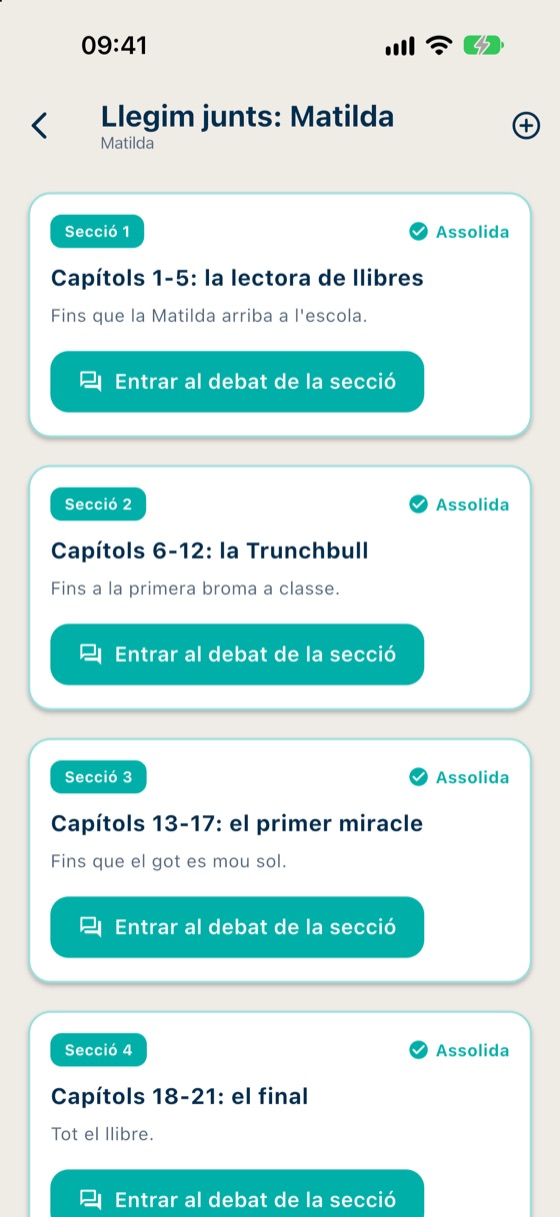 09:41
Llegim junts: Matilda
Matilda
Secció 1
Assolida
Capítols 1-5: la lectora de llibres
Fins que la Matilda arriba a l'escola.
Entrar al debat de la secció
Secció 2
Assolida
Capítols 6-12: la Trunchbull
Fins a la primera broma a classe.
Entrar al debat de la secció
Secció 3
Assolida
Capítols 13-17: el primer miracle
Fins que el got es mou sol.
Entrar al debat de la secció
Secció 4
Assolida
Capítols 18-21: el final
Tot el llibre.
Entrar al debat de la secció